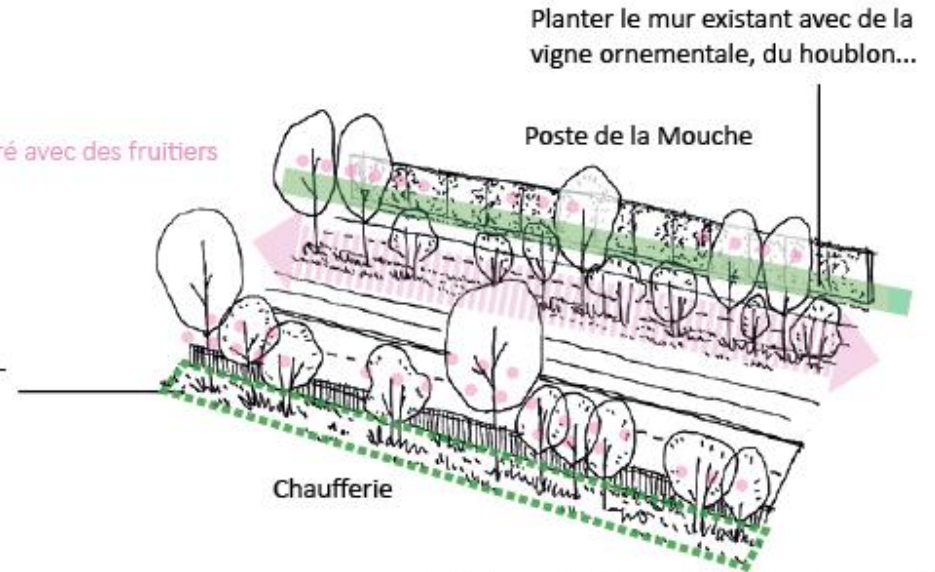 Planter le mur existant avec de la
vigne ornementale, du houblon...
Poste de la Mouche
avec des fruitiers
Chaufferie